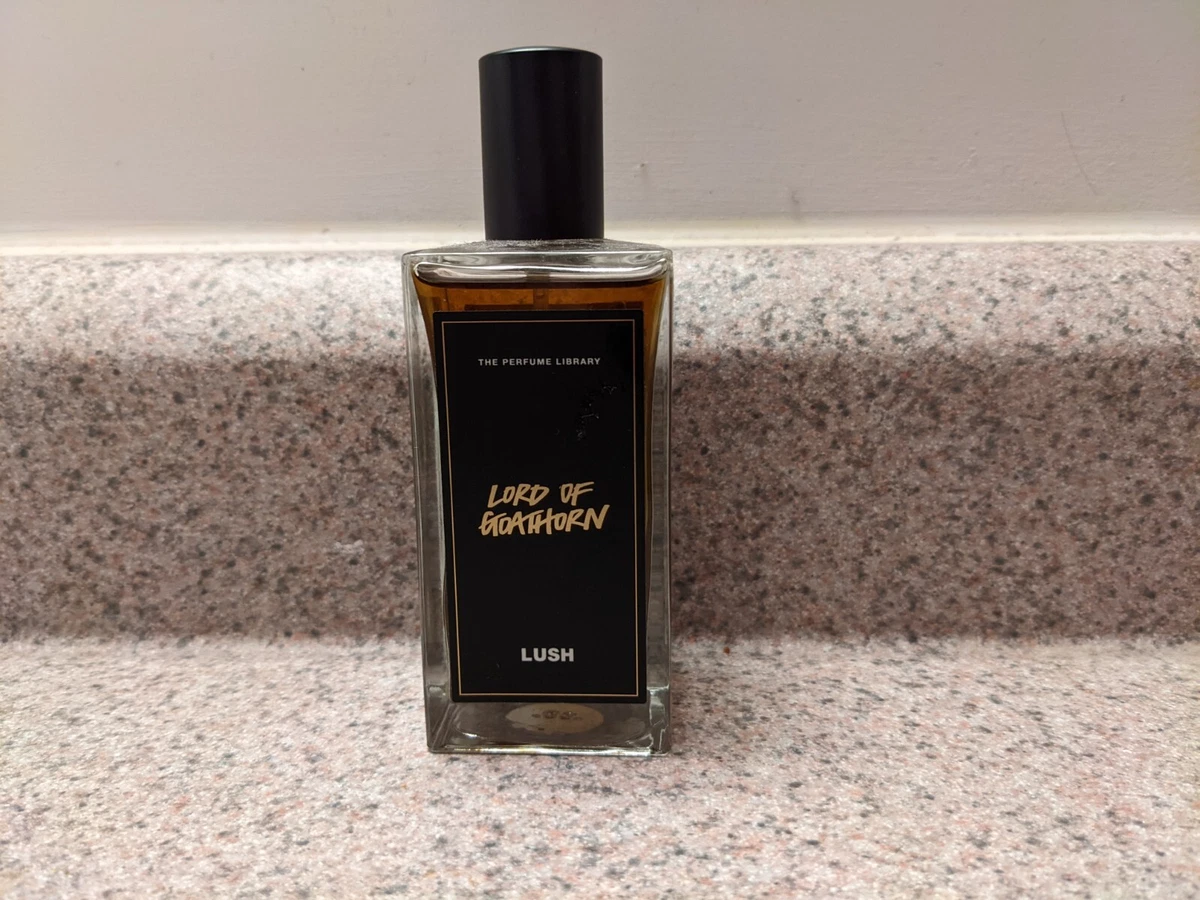 THE PERFUME LIBRARY
LORD OF
GOATHORN
LUSH